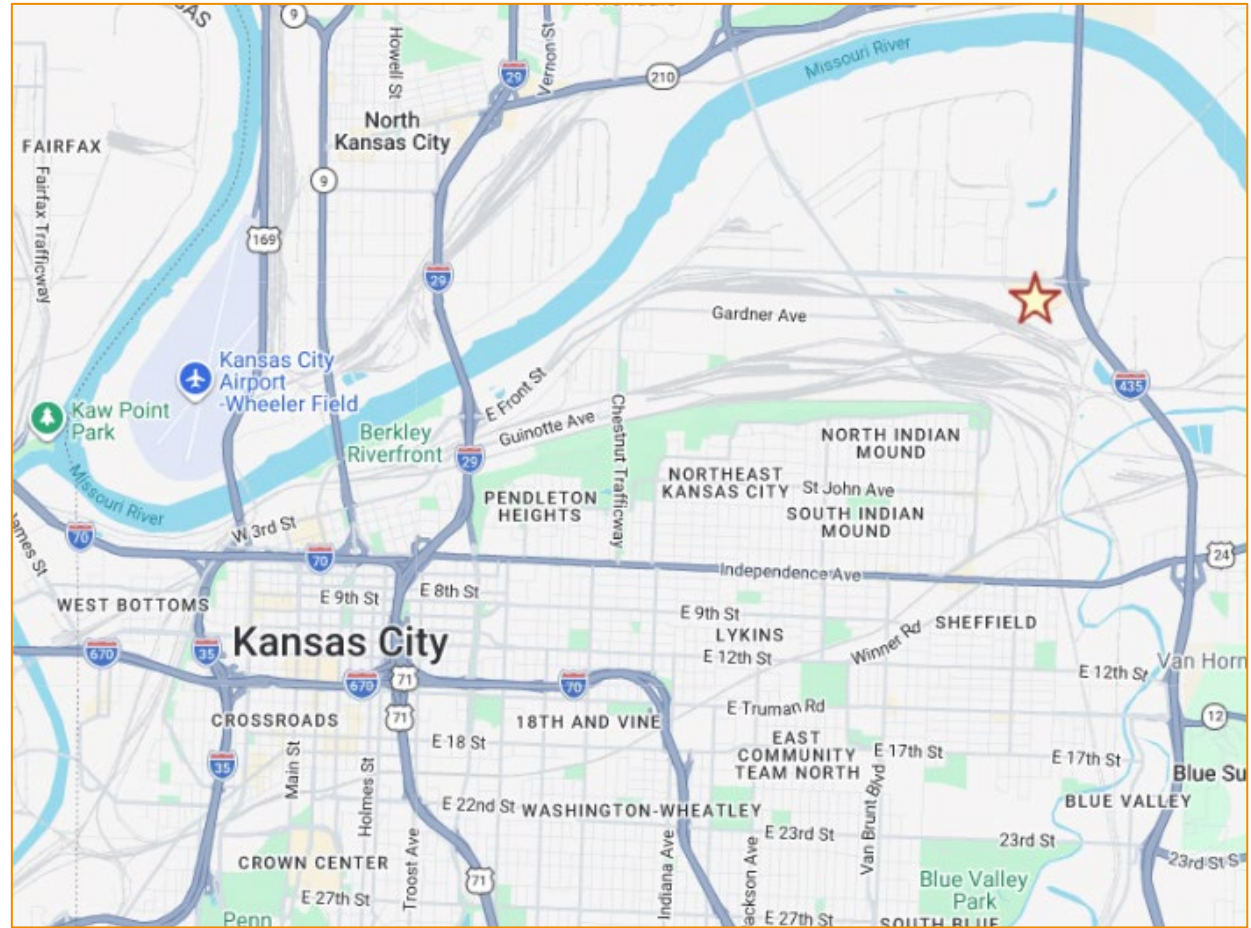 9
Howell St
Vernon St
29
210
Missouri River
FAIRFAX
North
Kansas City
Fairfax Trafficway
9
169
29
Gardner Ave
Kansas City
Airport
-Wheeler Field
435
Kaw Point
Park
E Front St
Guinotte Ave
Chestnut Trafficway
Berkley
Riverfront
29
NORTH INDIAN
MOUND
NORTHEAST
KANSAS CITY
St John Ave
PENDLETON
HEIGHTS
SOUTH INDIAN
MOUND
Missouri River
W 3rd St
70
70
24
Independence Ave
WEST BOTTOMS
E 9th St
E 8th St
E 9th St
LYKINS
SHEFFIELD
Kansas City
670
35
E 12th St
Winner Rd
E 12th St
Van Horn
670
71
70
71
CROSSROADS
18TH AND VINE
E Truman Rd
12
E 18 St
EAST
COMMUNITY
TEAM NORTH
E 17th St
E 17th St
35
Main St
Holmes St
Blue Su
E 22nd St
WASHINGTON-WHEATLEY
Van Brunt Blvd
BLUE VALLEY
E 23rd St
23rd St
23rd St S
CROWN CENTER
Troost Ave
71
Indiana Ave
ackson Ave
Blue Valley
Park
E 27th St
E 27th St
Penn
SOUTH BLUE